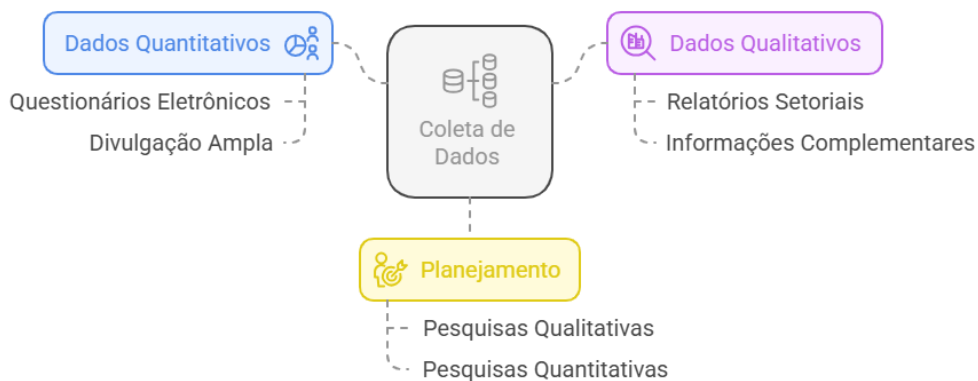 Dados Quantitativos
Questionários Eletrônicos
Divulgação Ampla
Coleta de
Dados
Dados Qualitativos
Relatórios Setoriais
Informações Complementares
Planejamento
Pesquisas Qualitativas
Pesquisas Quantitativas